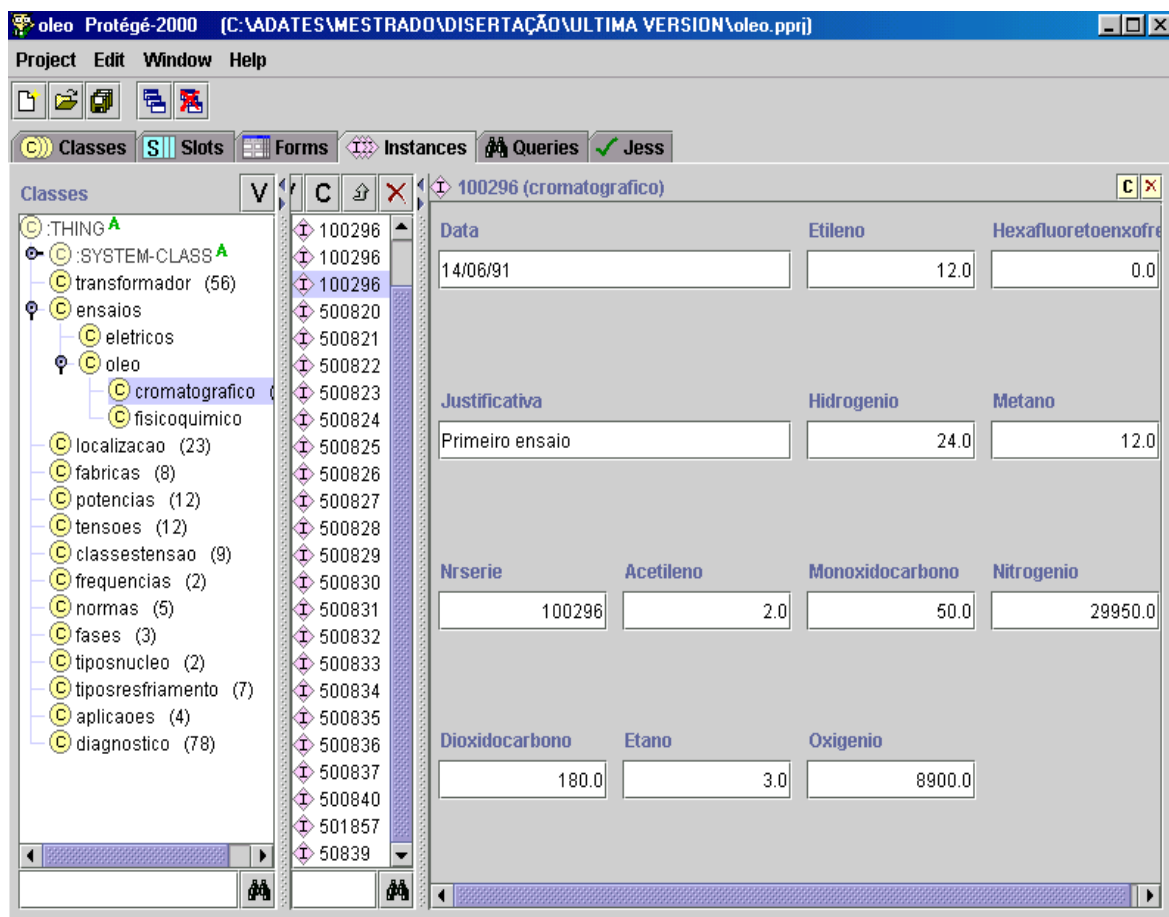 oleo Protégé-2000 (C:\ADATES\MESTRADO\DISERTAÇÃO\ULTIMA VERSION\oleo.pprj)
Project Edit Window Help
Classes Slots Forms Instances Queries Jess
Classes
V
C
:THING A
:SYSTEM-CLASS A
transformador (56)
ensaios
eletricos
oleo
cromatografico (
fisicoquimico
localizacao (23)
fabricas (8)
potencias (12)
tensoes (12)
classestensao (9)
frequencias (2)
normas (5)
fases (3)
tiposnucleo (2)
tiposresfriamento (7)
aplicaoes (4)
diagnostico (78)
100296
100296
100296
500820
500821
500822
500823
500824
500825
500826
500827
500828
500829
500830
500831
500832
500833
500834
500835
500836
500837
500840
501857
50839
100296 (cromatografico)
C
Data Etileno Hexafluoretoenxofre
14/06/91 12.0 0.0
Justificativa Hidrogenio Metano
Primeiro ensaio 24.0 12.0
Nrserie Acetileno Monoxidocarbono Nitrogenio
100296 2.0 50.0 29950.0
Dioxidocarbono Etano Oxigenio
180.0 3.0 8900.0